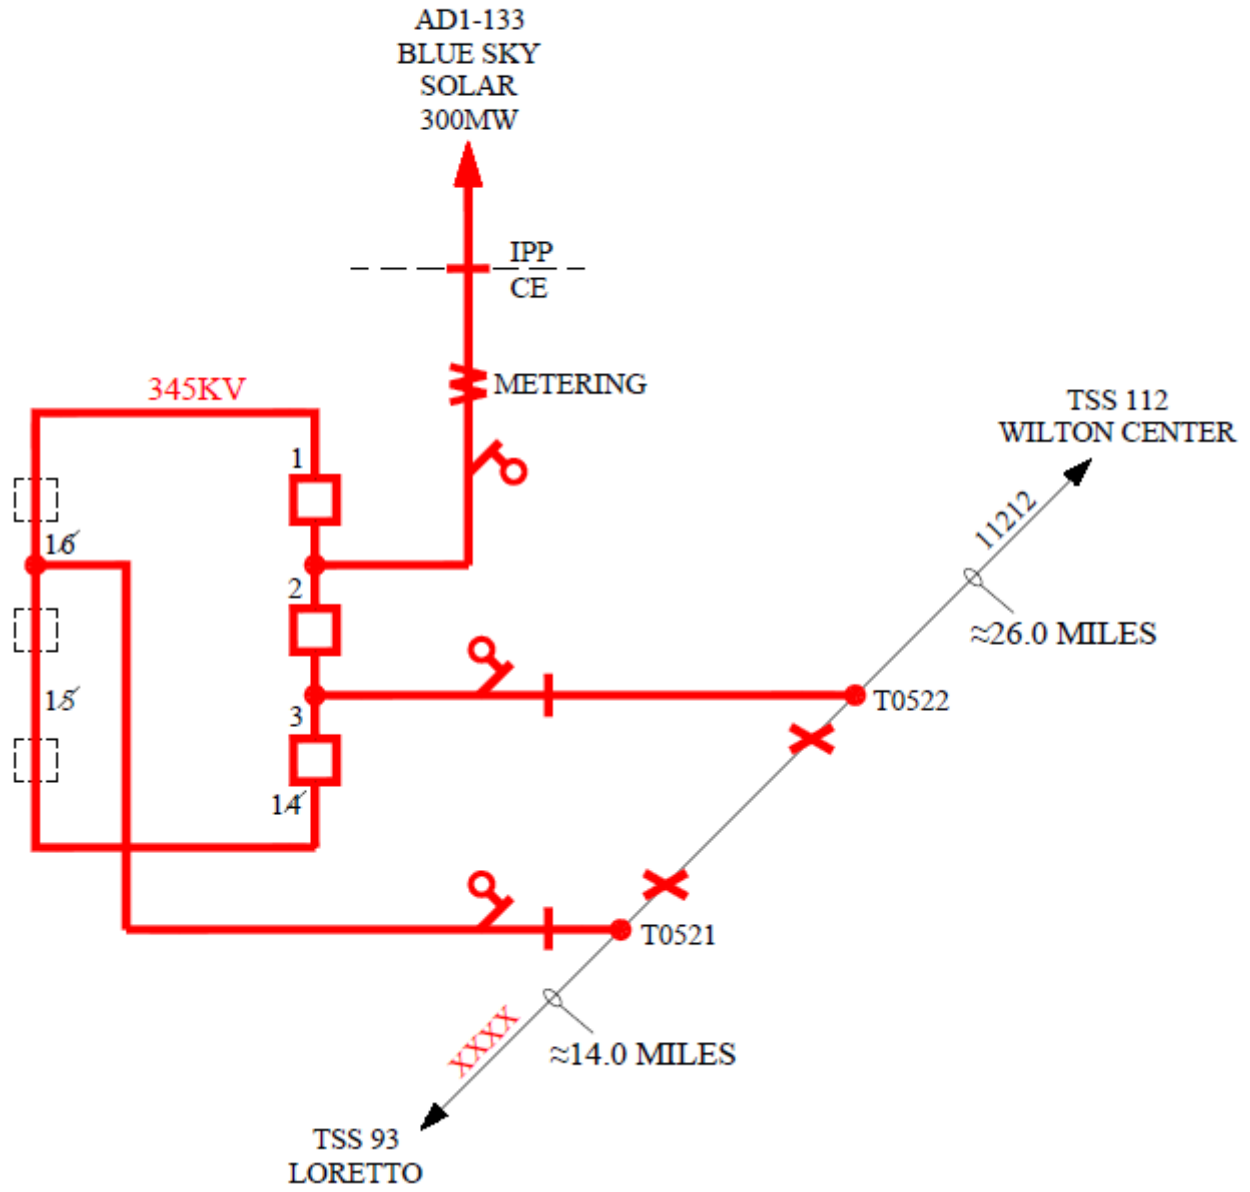 AD1-133
BLUE SKY
SOLAR
300MW
IPP
CE
METERING
345KV
TSS 112
WILTON CENTER
11212
≈26.0 MILES
1
16
2
15
3
14
T0522
T0521
XXXX
≈14.0 MILES
TSS 93
LORETTO